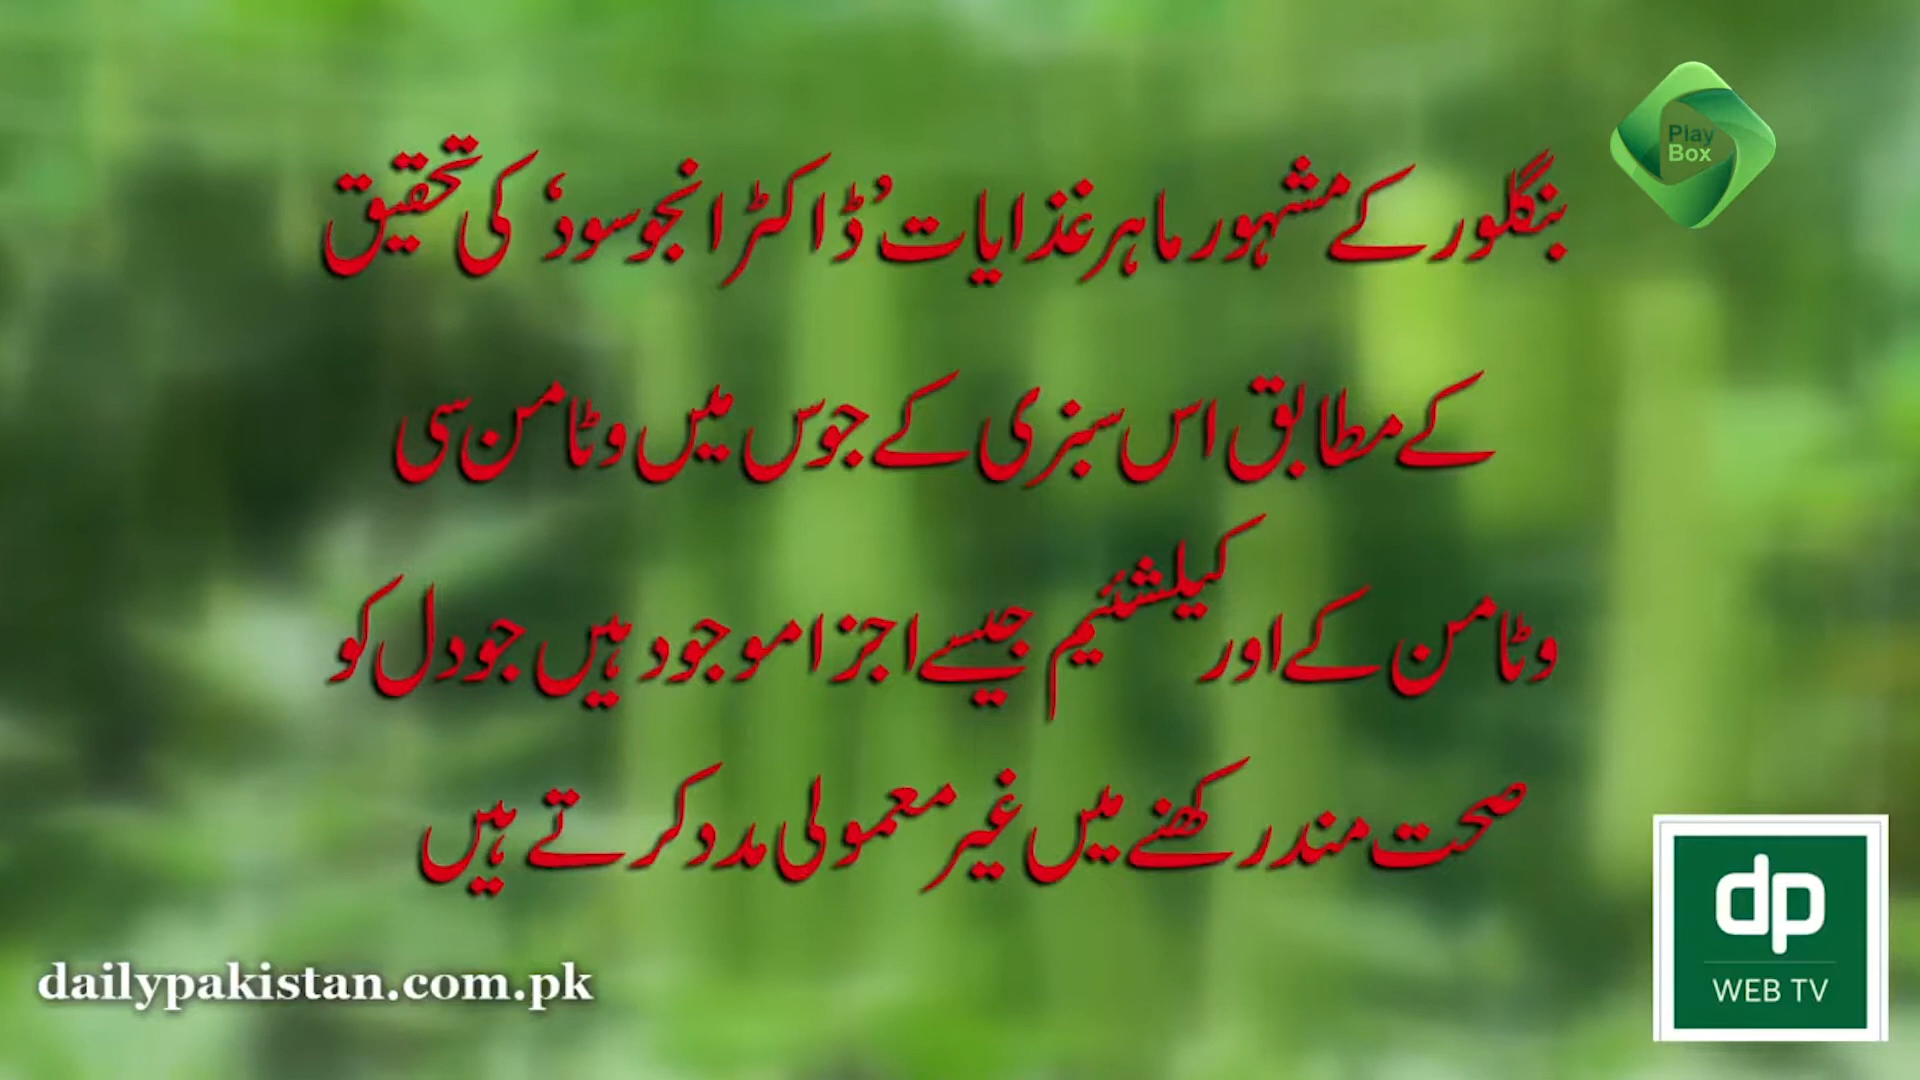 Play
Box
بنگلور کے مشہور ماہر غذایات ’ڈاکٹر انجو سود‘ کی تحقیق
کے مطابق اس سبزی کے جوس میں وٹامن سی
وٹامن کے اور کیلشئیم جیسے اجزا موجود ہیں جو دل کو
صحت مند رکھنے میں غیر معمولی مدد کرتے ہیں
dp
WEB TV
dailypakistan.com.pk